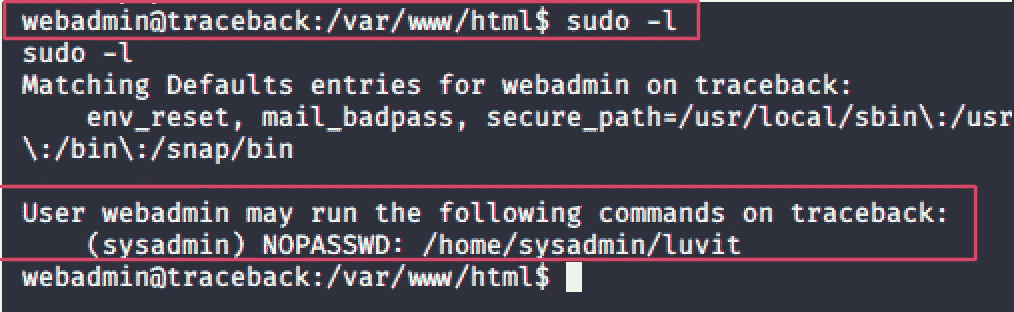 webadmin@traceback:/var/www/html$ sudo -l
sudo -l
Matching Defaults entries for webadmin on traceback:
    env_reset, mail_badpass, secure_path=/usr/local/sbin\:/usr
\:/bin\:/snap/bin
User webadmin may run the following commands on traceback:
    (sysadmin) NOPASSWD: /home/sysadmin/luvit
webadmin@traceback:/var/www/html$